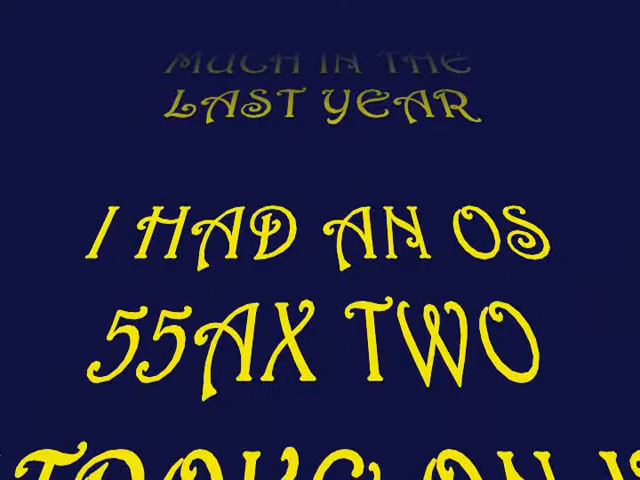 MUCH IN THE
LAST YEAR
I HAD AN OS
55AX TWO